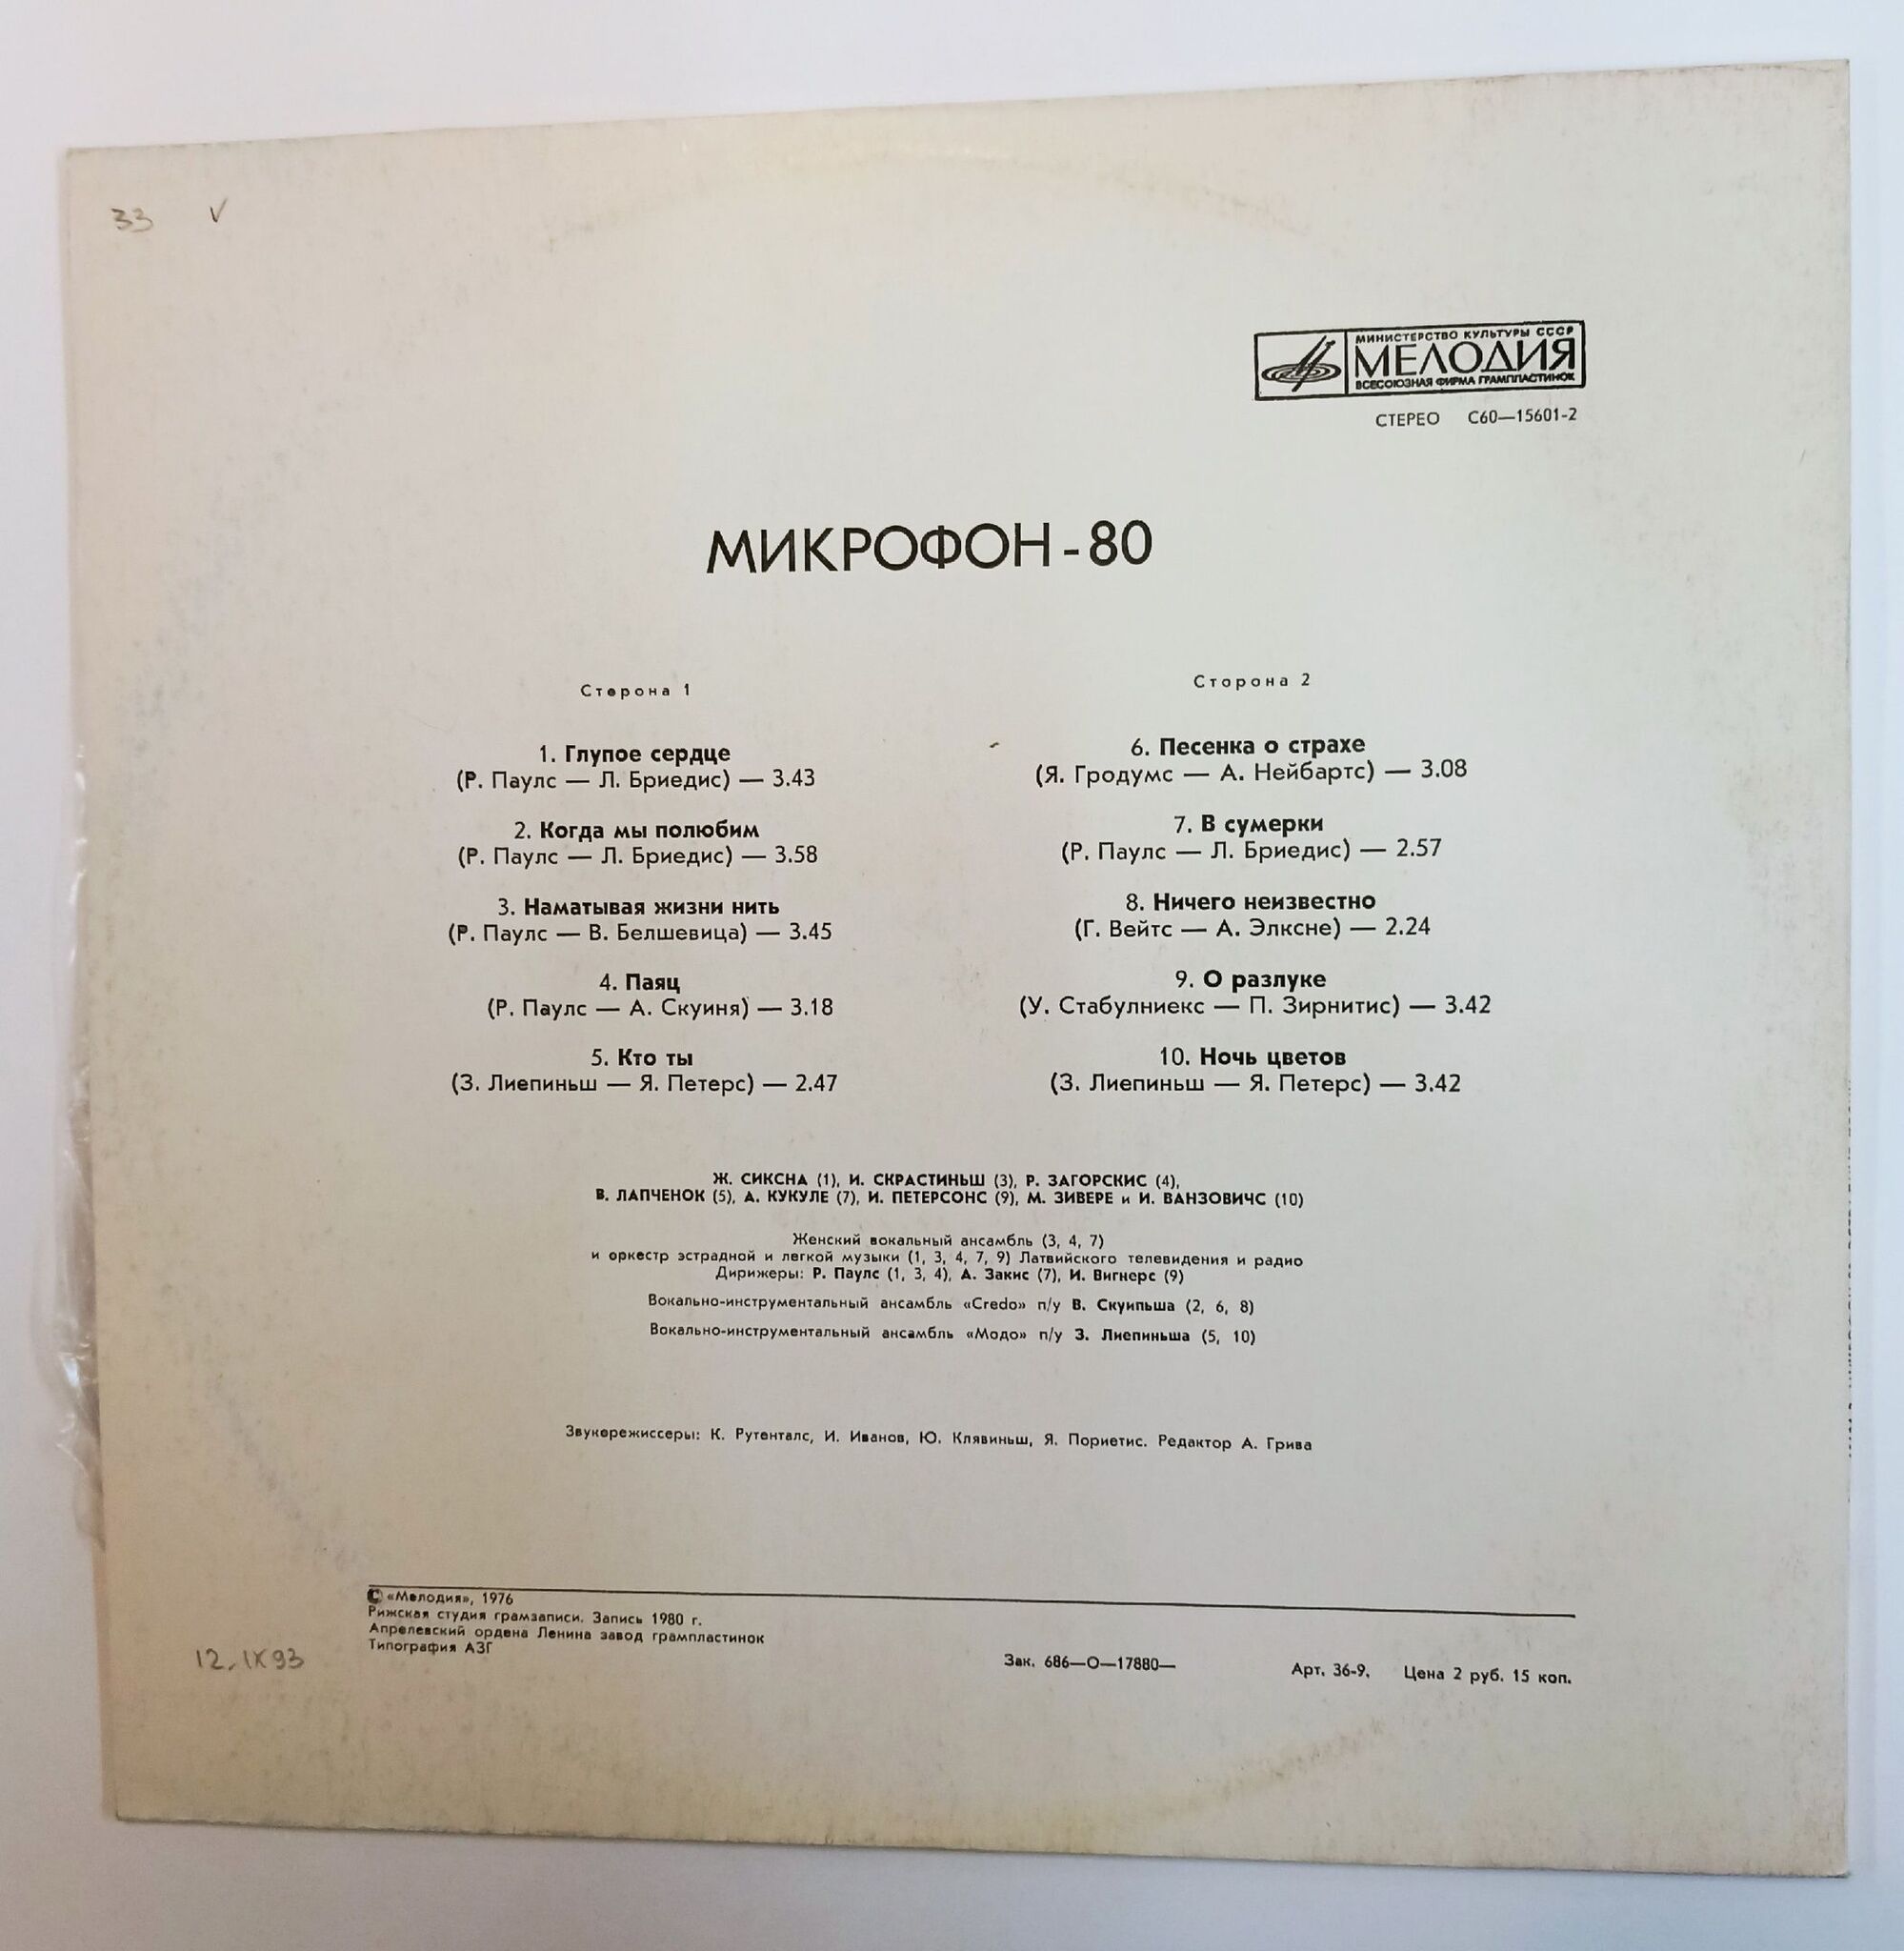 33 V
МИНИСТЕРСТВО КУЛЬТУРЫ СССР
МЕЛОДИЯ
ВСЕСОЮЗНАЯ ФИРМА ГРАМПЛАСТИНОК
СТЕРЕО С60—15601-2
МИКРОФОН-80
Сторона 1
1. Глупое сердце
(Р. Паулс — Л. Бриедис) — 3.43
2. Когда мы полюбим
(Р. Паулс — Л. Бриедис) — 3.58
3. Наматывая жизни нить
(Р. Паулс — В. Белшевица) — 3.45
4. Паяц
(Р. Паулс — А. Скуиня) — 3.18
5. Кто ты
(З. Лиепиньш — Я. Петерс) — 2.47
Сторона 2
6. Песенка о страхе
(Я. Гродумс — А. Нейбартс) — 3.08
7. В сумерки
(Р. Паулс — Л. Бриедис) — 2.57
8. Ничего неизвестно
(Г. Вейтс — А. Элксне) — 2.24
9. О разлуке
(У. Стабулниекс — П. Зирнитис) — 3.42
10. Ночь цветов
(З. Лиепиньш — Я. Петерс) — 3.42
Ж. СИКСНА (1), И. СКРАСТИНЬШ (3), Р. ЗАГОРСКИС (4),
В. ЛАПЧЕНОК (5), А. КУКУЛЕ (7), И. ПЕТЕРСОНС (9), М. ЗИВЕРЕ и И. ВАНЗОВИЧС (10)
Женский вокальный ансамбль (3, 4, 7)
и оркестр эстрадной и легкой музыки (1, 3, 4, 7, 9) Латвийского телевидения и радио
Дирижеры: Р. Паулс (1, 3, 4), А. Закис (7), И. Вигнерс (9)
Вокально-инструментальный ансамбль «Credo» п/у В. Скуиньша (2, 6, 8)
Вокально-инструментальный ансамбль «Модо» п/у З. Лиепиньша (5, 10)
Звукорежиссеры: К. Рутенталс, И. Иванов, Ю. Клявиньш, Я. Пориетис. Редактор А. Грива
© «Мелодия», 1976
Рижская студия грамзаписи. Запись 1980 г.
Апрелевский ордена Ленина завод грампластинок
Типография АЗГ
12.IX 93
Зак. 686—О—17880—
Арт. 36-9. Цена 2 руб. 15 коп.